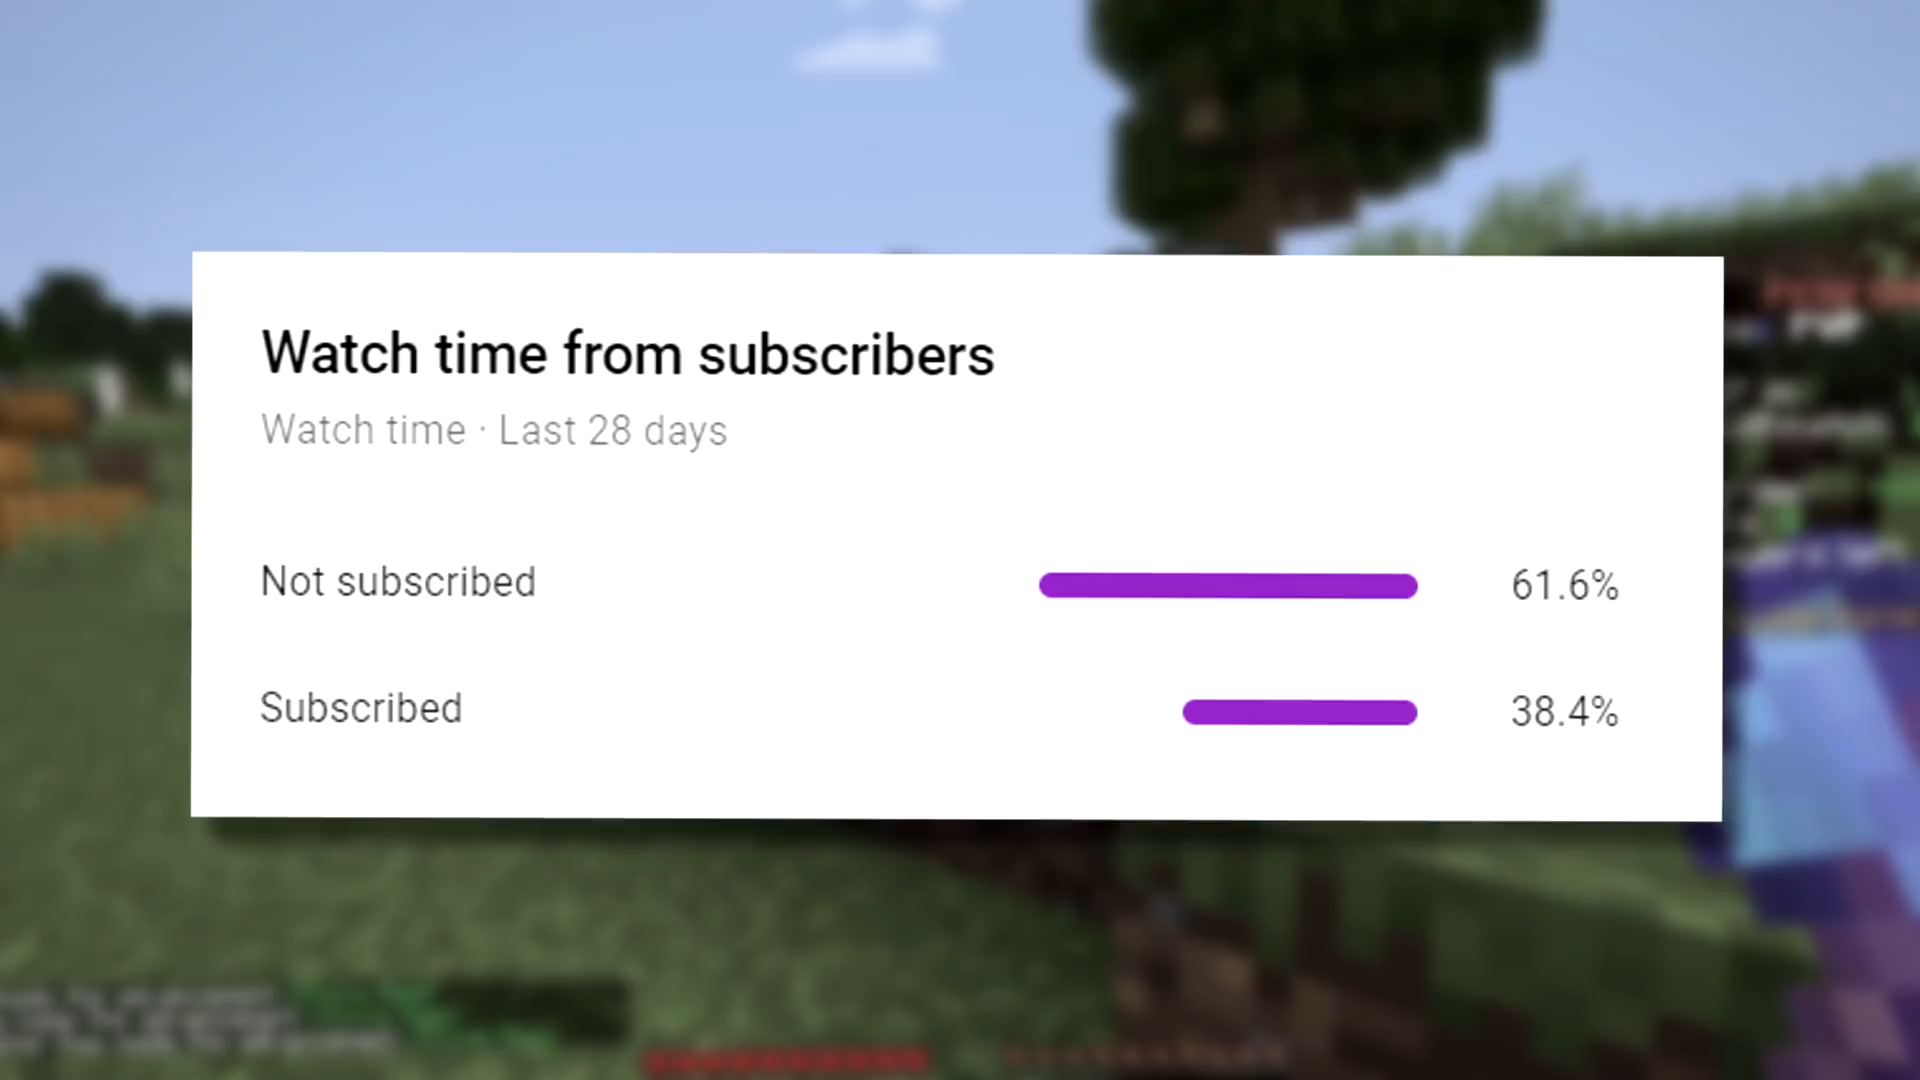 Watch time from subscribers
Watch time · Last 28 days
Not subscribed
61.6%
Subscribed
38.4%